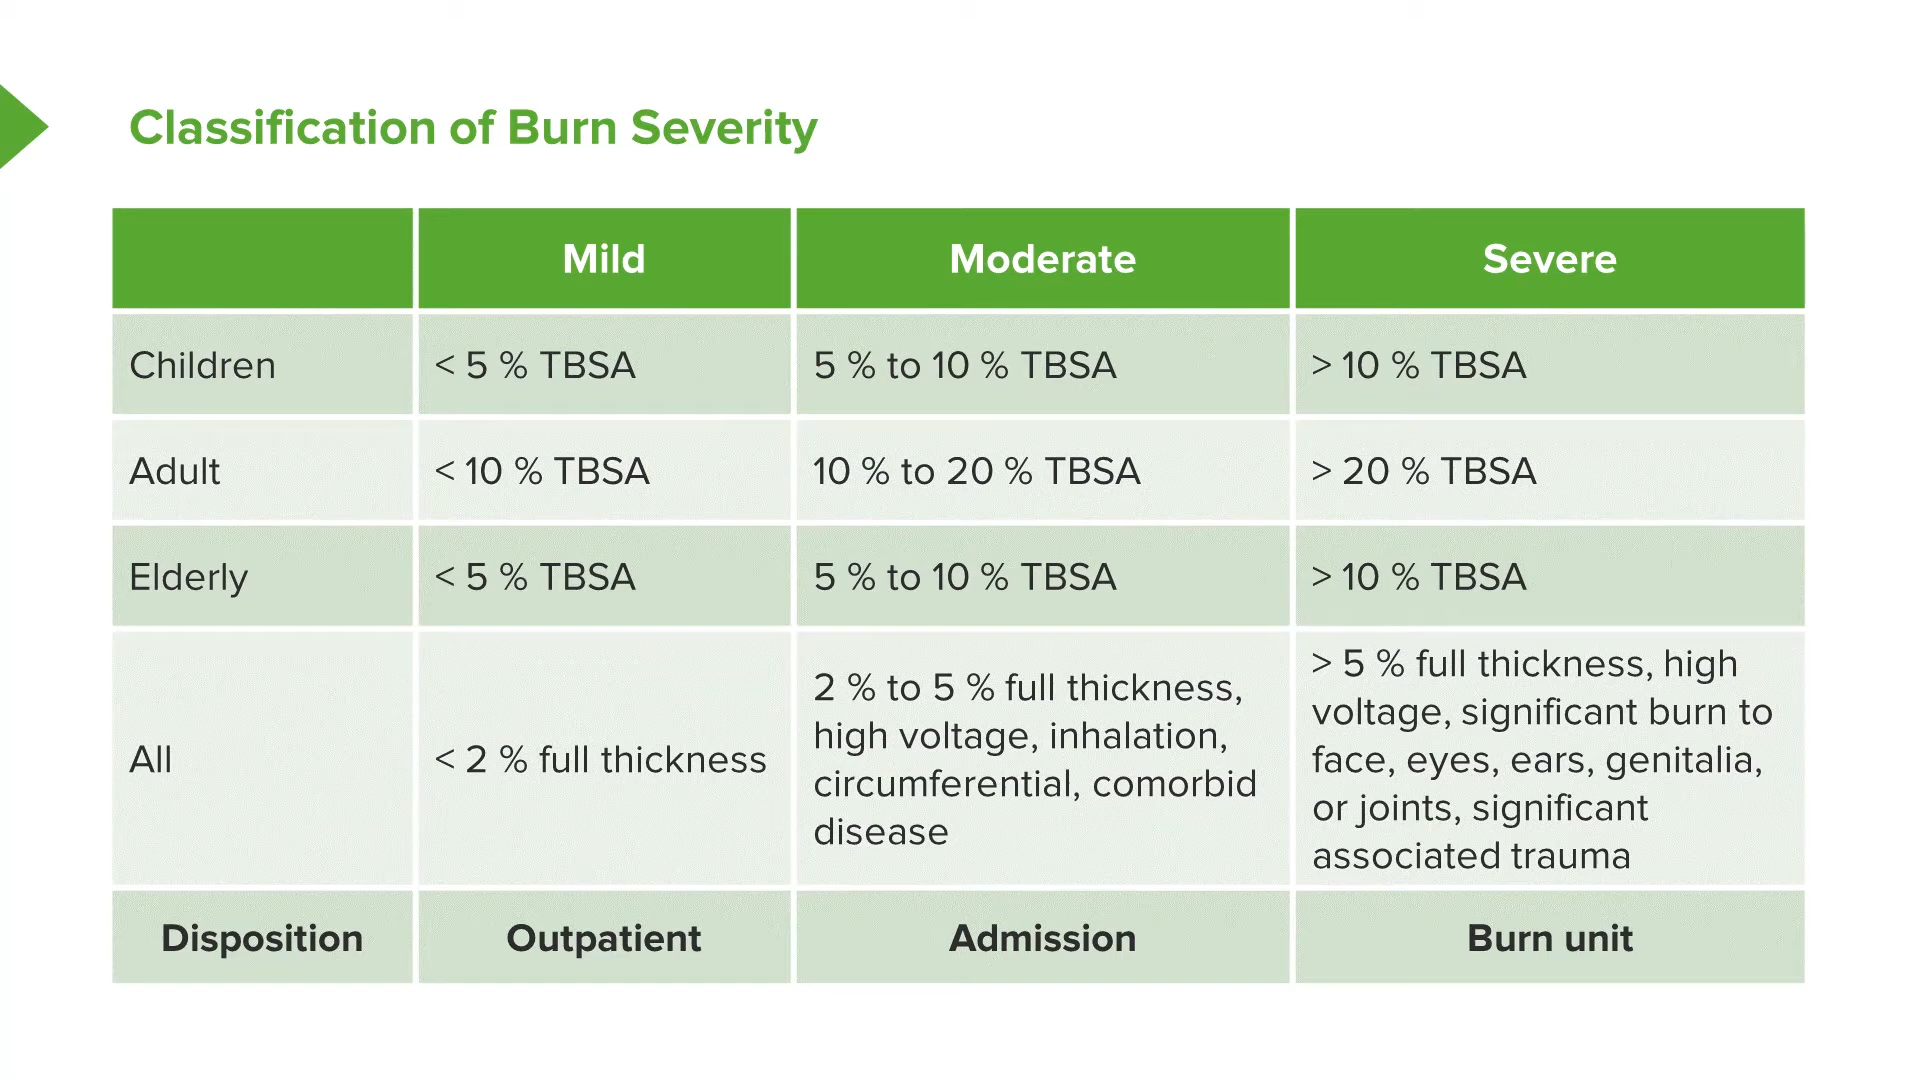 Classification of Burn Severity
Mild Moderate Severe
Children < 5 % TBSA 5 % to 10 % TBSA > 10 % TBSA
Adult < 10 % TBSA 10 % to 20 % TBSA > 20 % TBSA
Elderly < 5 % TBSA 5 % to 10 % TBSA > 10 % TBSA
All
< 2 % full thickness
2 % to 5 % full thickness,
high voltage, inhalation,
circumferential, comorbid
disease
> 5 % full thickness, high
voltage, significant burn to
face, eyes, ears, genitalia,
or joints, significant
associated trauma
Disposition Outpatient Admission Burn unit